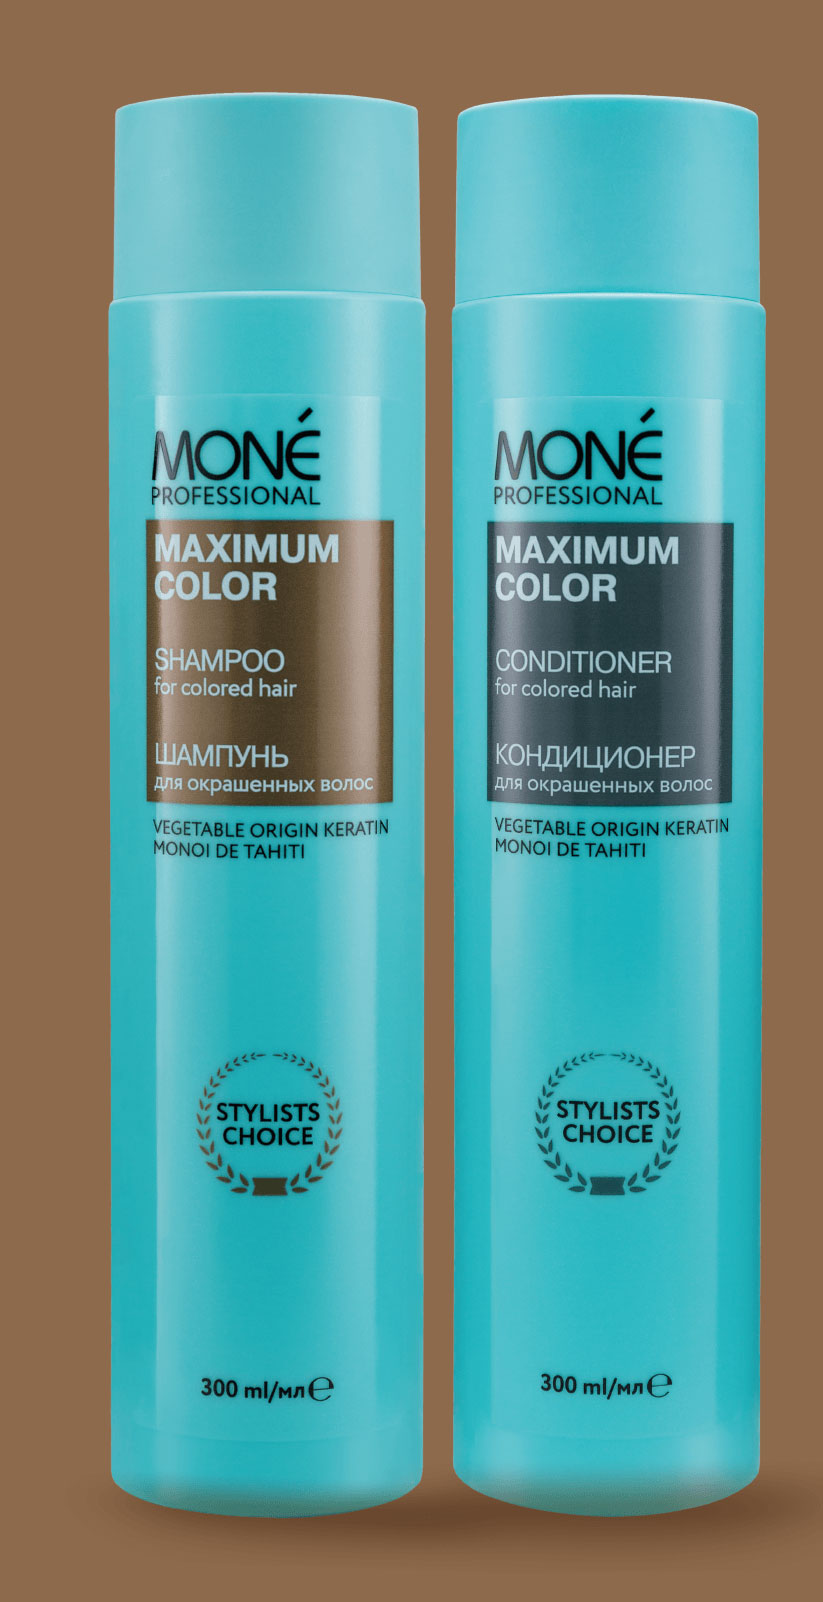 MONÉ
PROFESSIONAL
MAXIMUM
COLOR
SHAMPOO
for colored hair
ШАМПУНЬ
для окрашенных волос
VEGETABLE ORIGIN KERATIN
MONOI DE TAHITI
STYLISTS
CHOICE
300 ml/мл℮
MONÉ
PROFESSIONAL
MAXIMUM
COLOR
CONDITIONER
for colored hair
КОНДИЦИОНЕР
для окрашенных волос
VEGETABLE ORIGIN KERATIN
MONOI DE TAHITI
STYLISTS
CHOICE
300 ml/мл℮